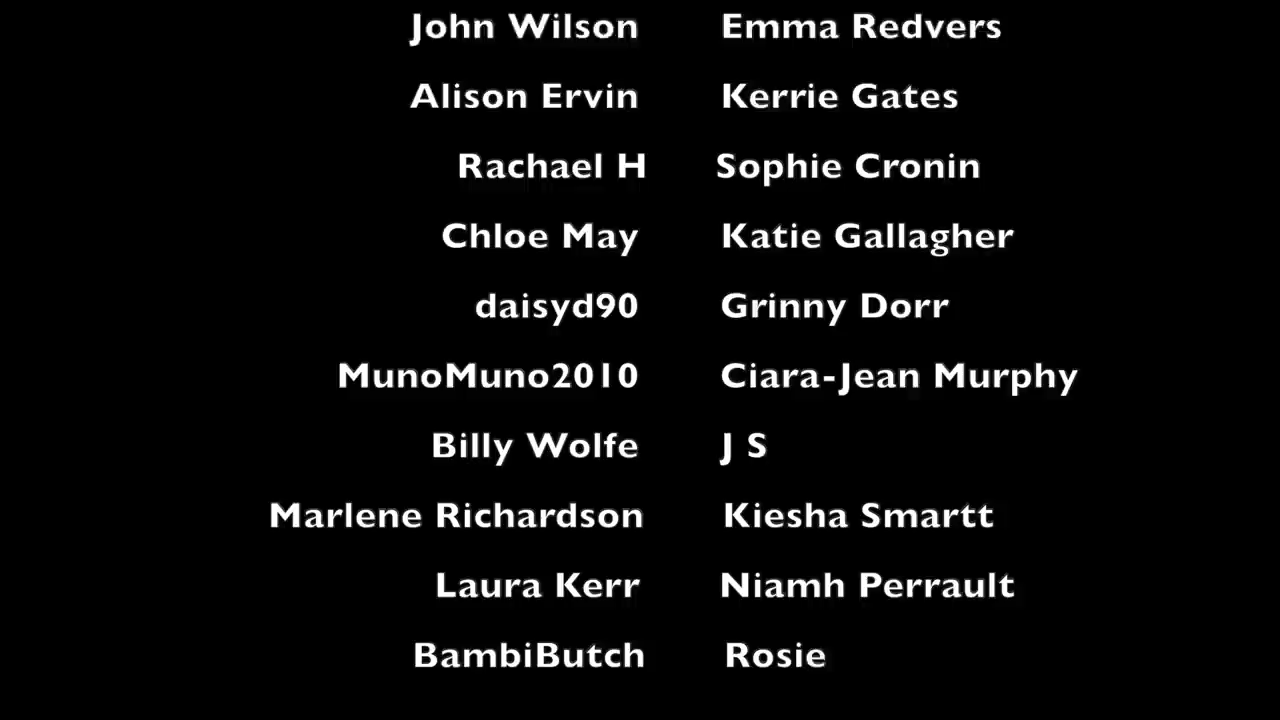 John Wilson Emma Redvers
Alison Ervin Kerrie Gates
Rachael H Sophie Cronin
Chloe May Katie Gallagher
daisyd90 Grinny Dorr
MunoMuno2010 Ciara-Jean Murphy
Billy Wolfe J S
Marlene Richardson Kiesha Smartt
Laura Kerr Niamh Perrault
BambiButch Rosie